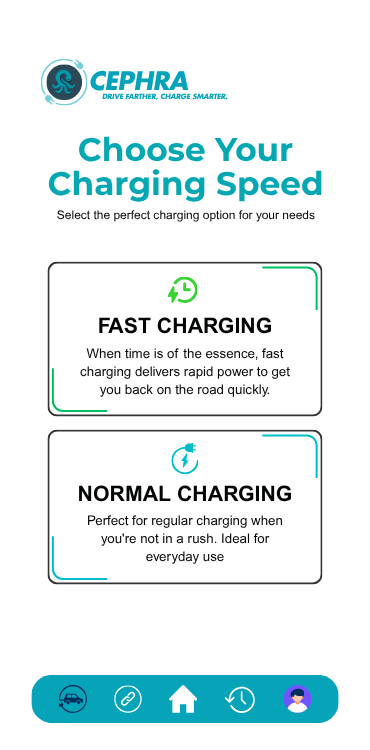 CEPHRA
DRIVE FARTHER, CHARGE SMARTER.
Choose Your
Charging Speed
Select the perfect charging option for your needs
FAST CHARGING
When time is of the essence, fast
charging delivers rapid power to get
you back on the road quickly.
NORMAL CHARGING
Perfect for regular charging when
you're not in a rush. Ideal for
everyday use